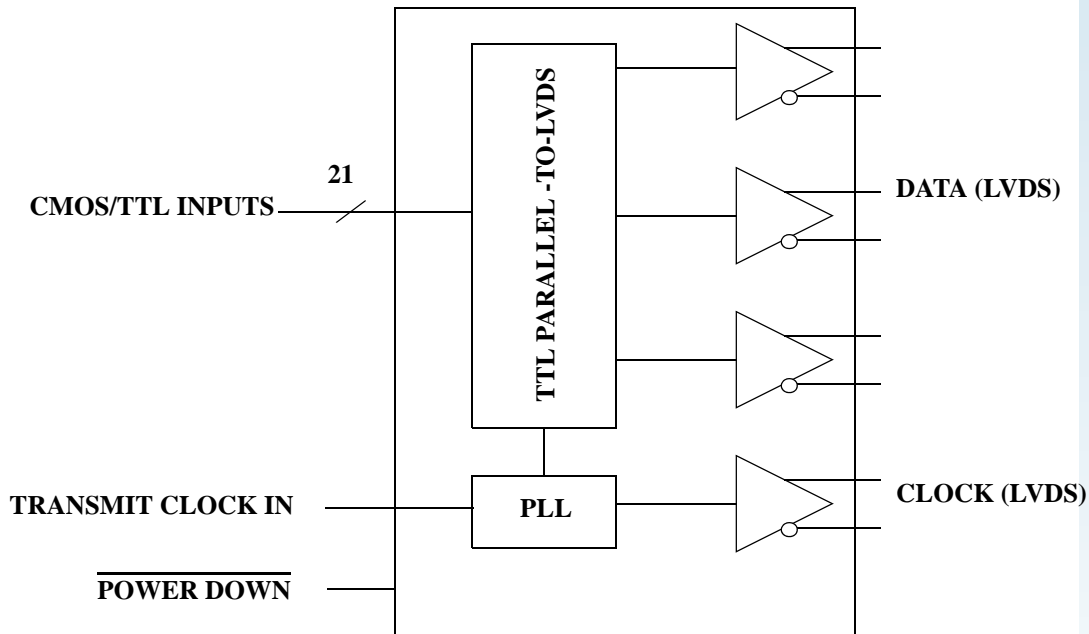 21
CMOS/TTL INPUTS
TTL PARALLEL -TO-LVDS
DATA (LVDS)
TRANSMIT CLOCK IN
PLL
CLOCK (LVDS)
POWER DOWN